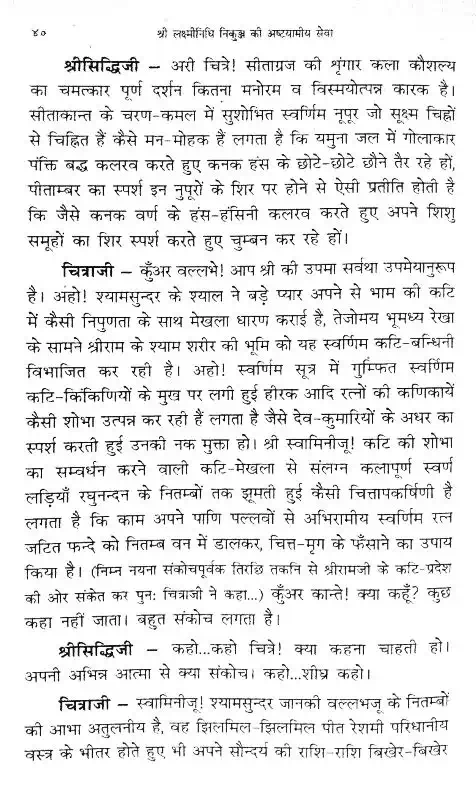 ४० श्री लक्ष्मीनिधि निकुञ्ज की अष्टयामीय सेवा
श्रीसिद्धिजी – अरी चित्रे! सीताग्रज की शृंगार कला कौशल्य
का चमत्कार पूर्ण दर्शन कितना मनोरम व विस्मयोत्पन्न कारक है।
सीताकान्त के चरण-कमल में सुशोभित स्वर्णिम नूपुर जो सूक्ष्म चिह्नों
से चिह्नित हैं कैसे मन-मोहक हैं लगता है कि यमुना जल में गोलाकार
पंक्ति बद्ध कलरव करते हुए कनक हंस के छोटे-छोटे छौने तैर रहे हों,
पीताम्बर का स्पर्श इन नुपूरों के शिर पर होने से ऐसी प्रतीति होती है
कि जैसे कनक वर्ण के हंस-हंसिनी कलरव करते हुए अपने शिशु
समूहों का शिर स्पर्श करते हुए चुम्बन कर रहे हों।
चित्राजी – कुँअर वल्लभे! आप श्री की उपमा सर्वथा उपमेयानुरूप
है। अहो! श्यामसुन्दर के श्याल ने बड़े प्यार अपने से भाम की कटि
में कैसी निपुणता के साथ मेखला धारण कराई है, तेजोमय भूमध्य रेखा
के सामने श्रीराम के श्याम शरीर की भूमि को यह स्वर्णिम कटि-बन्धिनी
विभाजित कर रही है। अहो! स्वर्णिम सूत्र में गुम्फित स्वर्णिम
कटि-किंकिणियों के मुख पर लगी हुई हीरक आदि रत्नों की कणिकायें
कैसी शोभा उत्पन्न कर रही हैं लगता है जैसे देव-कुमारियों के अधर का
स्पर्श करती हुई उनकी नक मुक्ता हो। श्री स्वामिनीजू! कटि की शोभा
का सम्वर्धन करने वाली कटि-मेखला से संलग्न कलापूर्ण स्वर्ण
लड़ियाँ रघुनन्दन के नितम्बों तक झूमती हुई कैसी चित्तापकर्षिणी है
लगता है कि काम अपने पाणि पल्लवों से अभिरामीय स्वर्णिम रत्न
जटित फन्दे को नितम्ब वन में डालकर, चित्त-मृग के फँसाने का उपाय
किया है। (निम्न नयना संकोचपूर्वक तिरछि तकनि से श्रीरामजी के कटि-प्रदेश
की ओर संकेत कर पुनः चित्राजी ने कहा...) कुँअर कान्ते! क्या कहूँ? कुछ
कहा नहीं जाता। बहुत संकोच लगता है।
श्रीसिद्धिजी – कहो...कहो चित्रे! क्या कहना चाहती हो।
अपनी अभिन्न आत्मा से क्या संकोच। कहो...शीघ्र कहो।
चित्राजी – स्वामिनीजू! श्यामसुन्दर जानकी वल्लभजू के नितम्बों
की आभा अतुलनीय है, वह झिलमिल-झिलमिल पीत रेशमी परिधानीय
वस्त्र के भीतर होते हुए भी अपने सौन्दर्य की राशि-राशि बिखेर-बिखेर